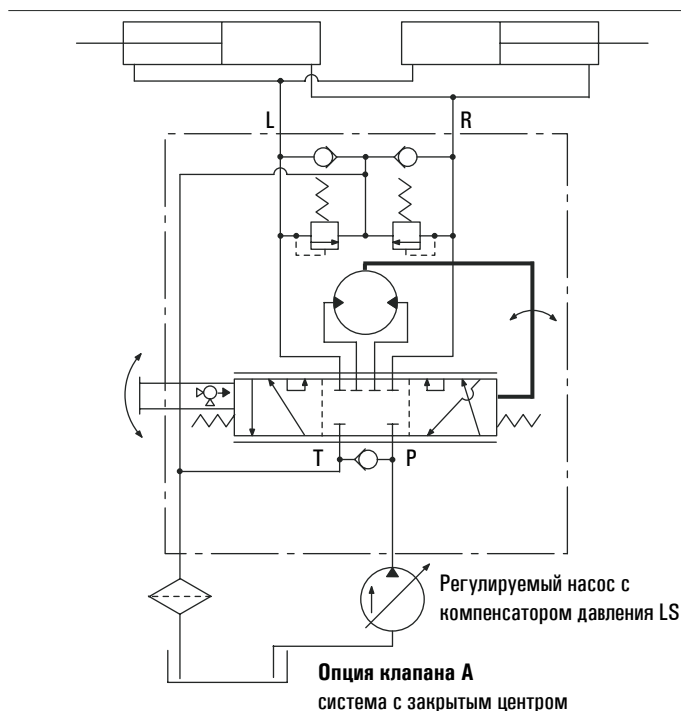 L
R
T
P
Регулируемый насос с
компенсатором давления LS
Опция клапана А
система с закрытым центром